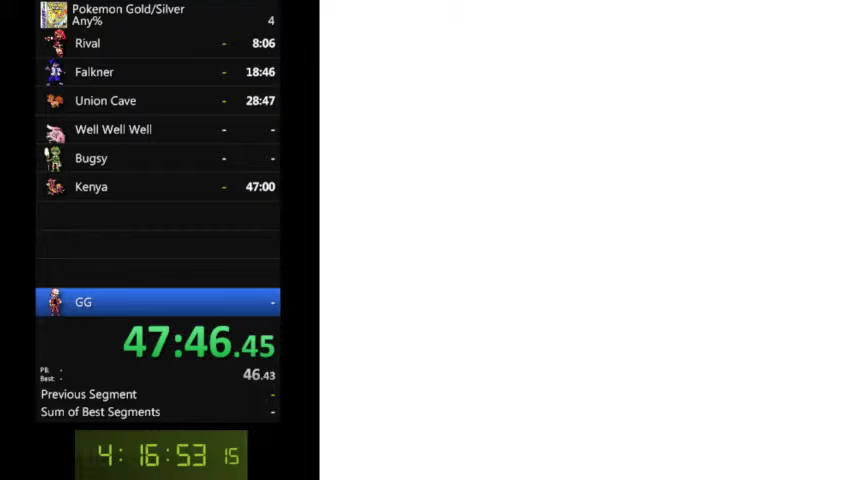 Pokemon Gold/Silver
Any% 4
Rival - 8:06
Falkner - 18:46
Union Cave - 28:47
Well Well Well - -
Bugsy - -
Kenya - 47:00
GG -
47:46.45
PB: -
Best: - 46.43
Previous Segment -
Sum of Best Segments -
4:16:53 15